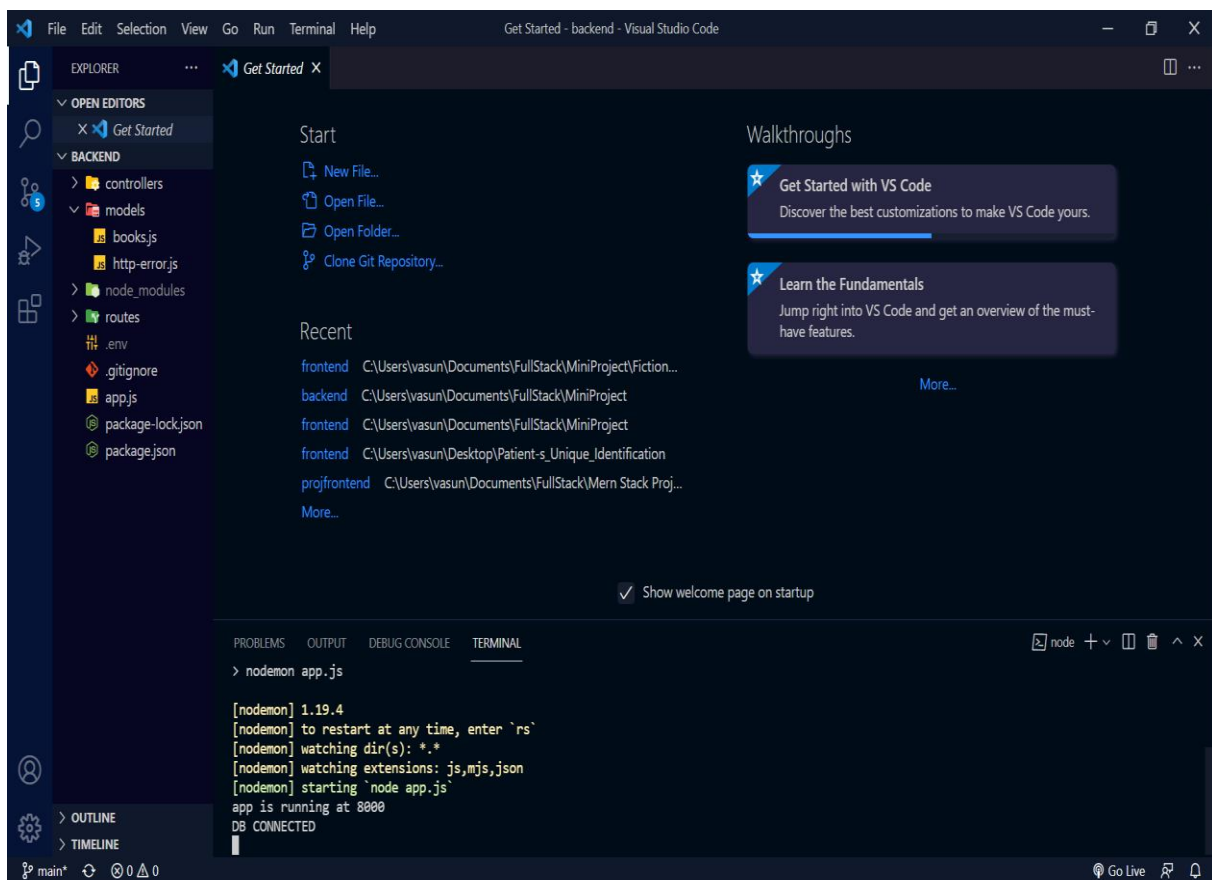 File Edit Selection View Go Run Terminal Help
Get Started - backend - Visual Studio Code
EXPLORER
OPEN EDITORS
Get Started
BACKEND
controllers
models
books.js
http-error.js
node_modules
routes
.env
.gitignore
app.js
package-lock.json
package.json
OUTLINE
TIMELINE
5
Get Started
Start
New File...
Open File...
Open Folder...
Clone Git Repository...
Recent
frontend C:\Users\vasun\Documents\FullStack\MiniProject\Fiction...
backend C:\Users\vasun\Documents\FullStack\MiniProject
frontend C:\Users\vasun\Documents\FullStack\MiniProject
frontend C:\Users\vasun\Desktop\Patient-s_Unique_Identification
projfrontend C:\Users\vasun\Documents\FullStack\Mern Stack Proj...
More...
Walkthroughs
Get Started with VS Code
Discover the best customizations to make VS Code yours.
Learn the Fundamentals
Jump right into VS Code and get an overview of the must-
have features.
More...
Show welcome page on startup
PROBLEMS OUTPUT DEBUG CONSOLE TERMINAL
node
> nodemon app.js
[nodemon] 1.19.4
[nodemon] to restart at any time, enter `rs`
[nodemon] watching dir(s): *.*
[nodemon] watching extensions: js,mjs,json
[nodemon] starting `node app.js`
app is running at 8000
DB CONNECTED
main* 0 0
Go Live